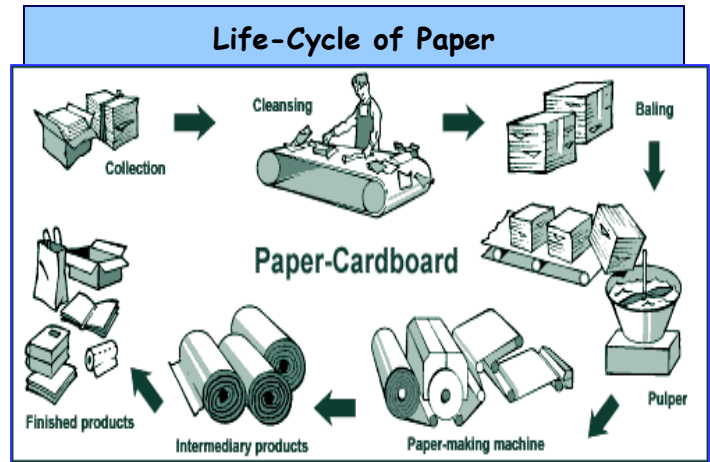 Life-Cycle of Paper
Collection
Cleansing
Baling
Paper-Cardboard
Pulper
Paper-making machine
Intermediary products
Finished products